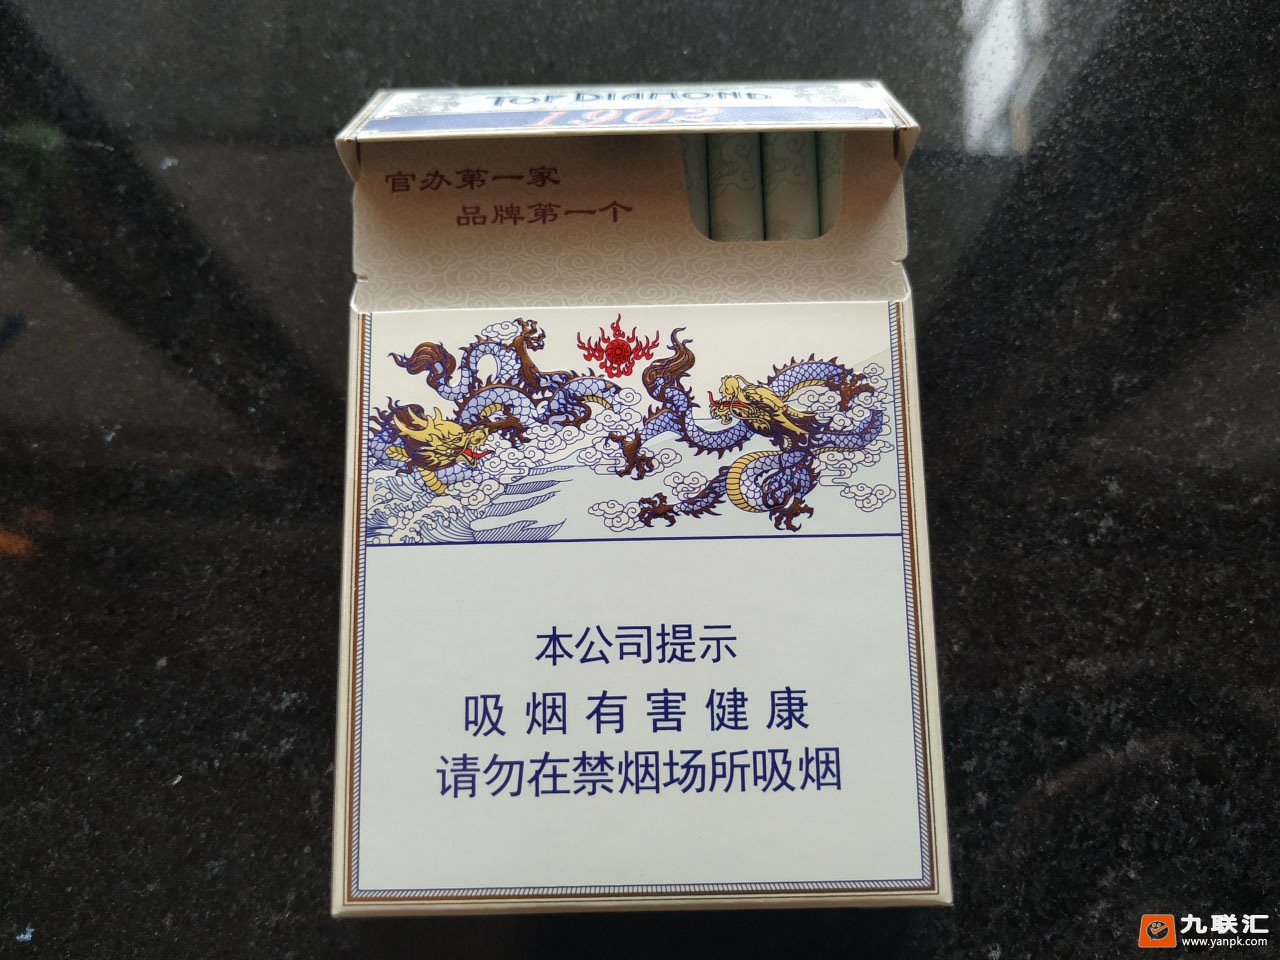 TOP DIAMOND
1902
官办第一家
品牌第一个
本公司提示
吸烟有害健康
请勿在禁烟场所吸烟
九联汇
www.yanpk.com